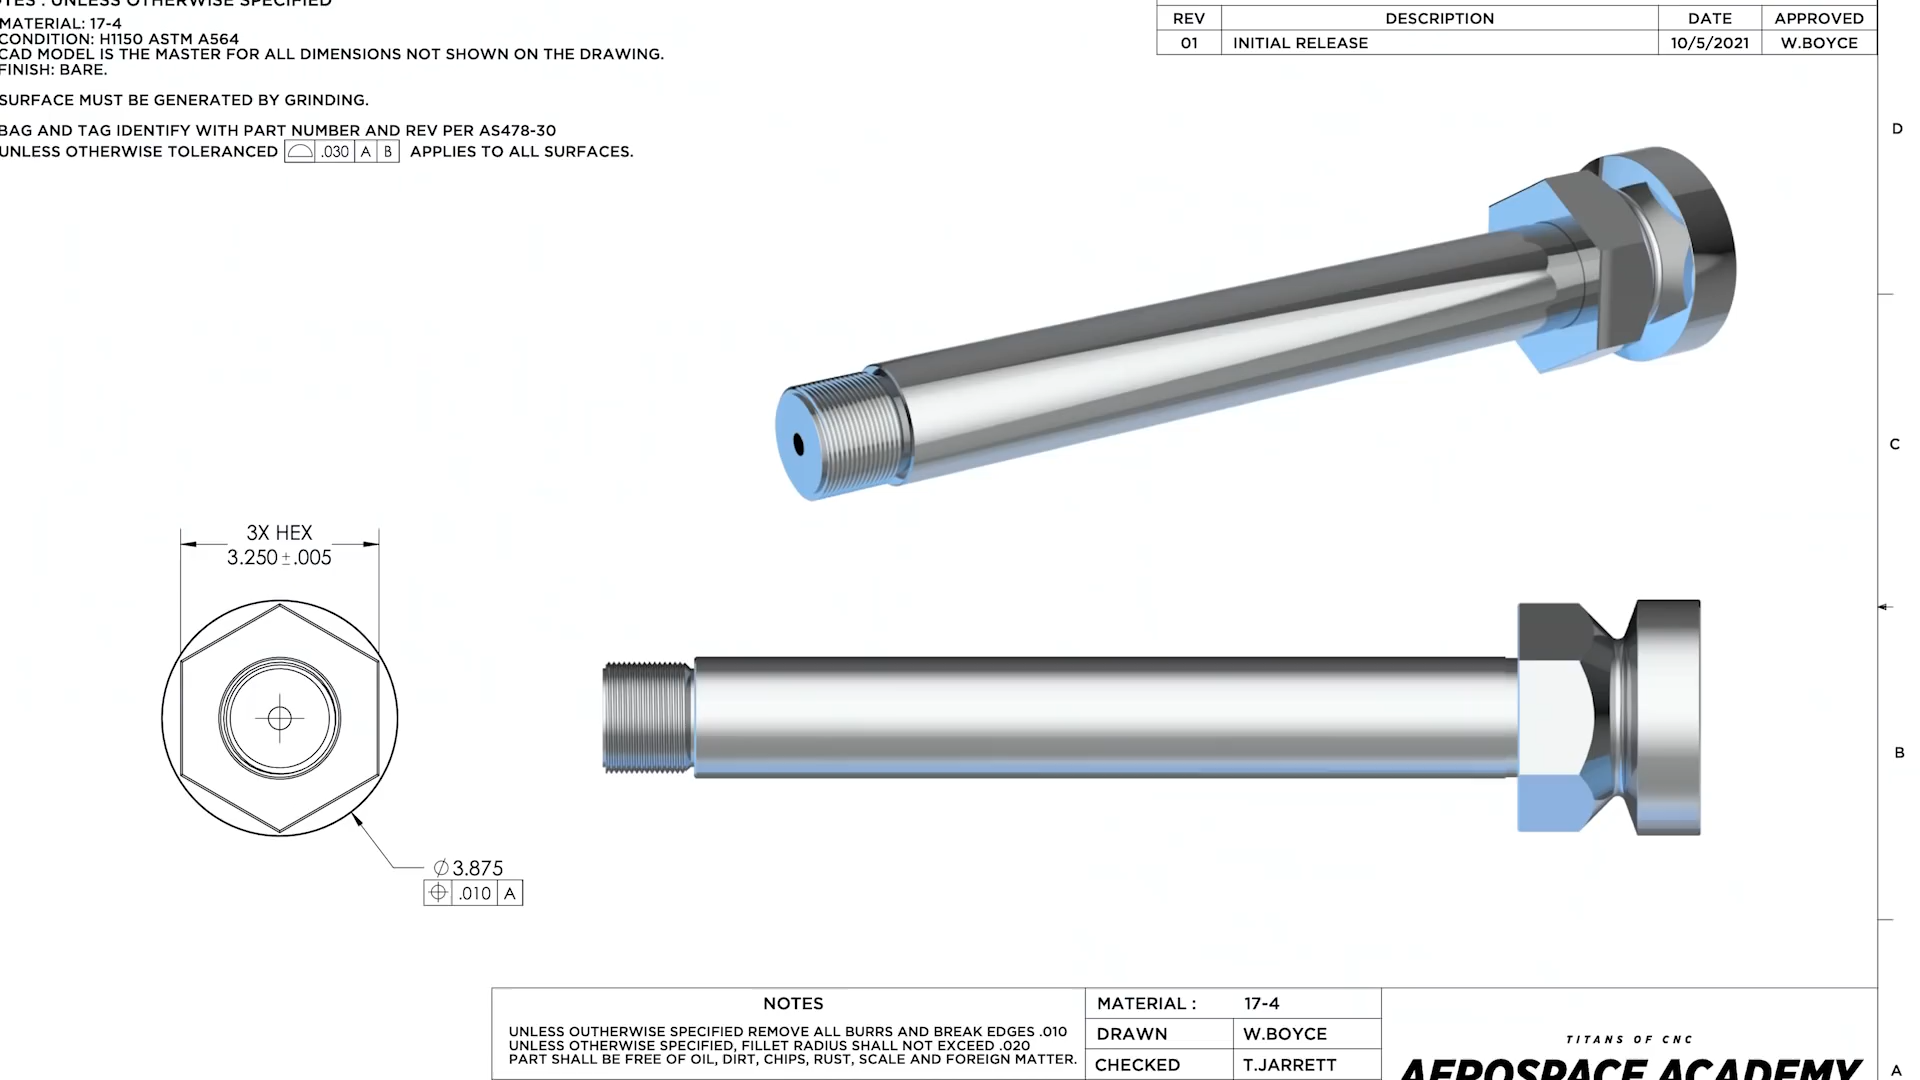 : UNLESS OTHERWISE SPECIFIED
MATERIAL: 17-4
CONDITION: H1150 ASTM A564
CAD MODEL IS THE MASTER FOR ALL DIMENSIONS NOT SHOWN ON THE DRAWING.
FINISH: BARE.
SURFACE MUST BE GENERATED BY GRINDING.
BAG AND TAG IDENTIFY WITH PART NUMBER AND REV PER AS478-30
UNLESS OTHERWISE TOLERANCED .030 A B APPLIES TO ALL SURFACES.
REV DESCRIPTION DATE APPROVED
01 INITIAL RELEASE 10/5/2021 W.BOYCE
D
C
B
A
3X HEX
3.250±.005
∅3.875
⌖ .010 A
NOTES
UNLESS OUTHERWISE SPECIFIED REMOVE ALL BURRS AND BREAK EDGES .010
UNLESS OTHERWISE SPECIFIED, FILLET RADIUS SHALL NOT EXCEED .020
PART SHALL BE FREE OF OIL, DIRT, CHIPS, RUST, SCALE AND FOREIGN MATTER.
MATERIAL : 17-4
DRAWN W.BOYCE
CHECKED T.JARRETT
TITANS OF CNC
AEROSPACE ACADEMY